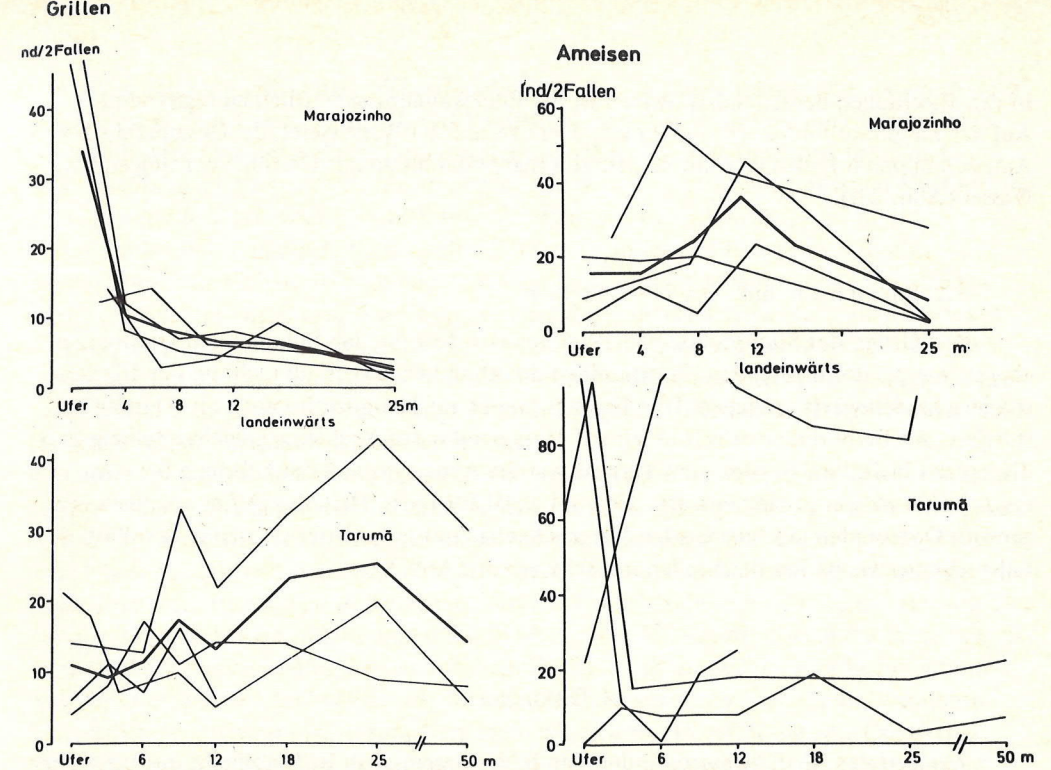 Grillen
nd/2Fallen
Marajozinho
40
30
20
10
0
Ufer 4 8 12 25m
landeinwärts
40
Tarumã
30
20
10
0
Ufer 6 12 18 25 50 m
Ameisen
Ind/2Fallen
60
Marajozinho
40
20
0
Ufer 4 8 12 25 m
landeinwärts
80
Tarumã
60
40
20
0
Ufer 6 12 18 25 50 m